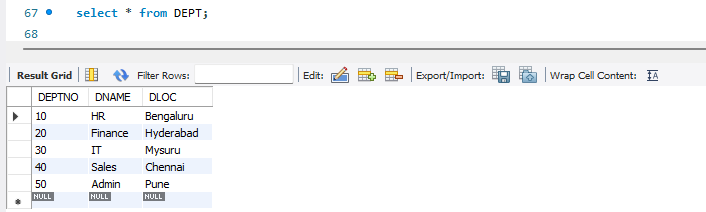 67 select * from DEPT;
68
Result Grid Filter Rows: Edit: Export/Import: Wrap Cell Content:
DEPTNO DNAME DLOC
10 HR Bengaluru
20 Finance Hyderabad
30 IT Mysuru
40 Sales Chennai
50 Admin Pune
NULL NULL NULL